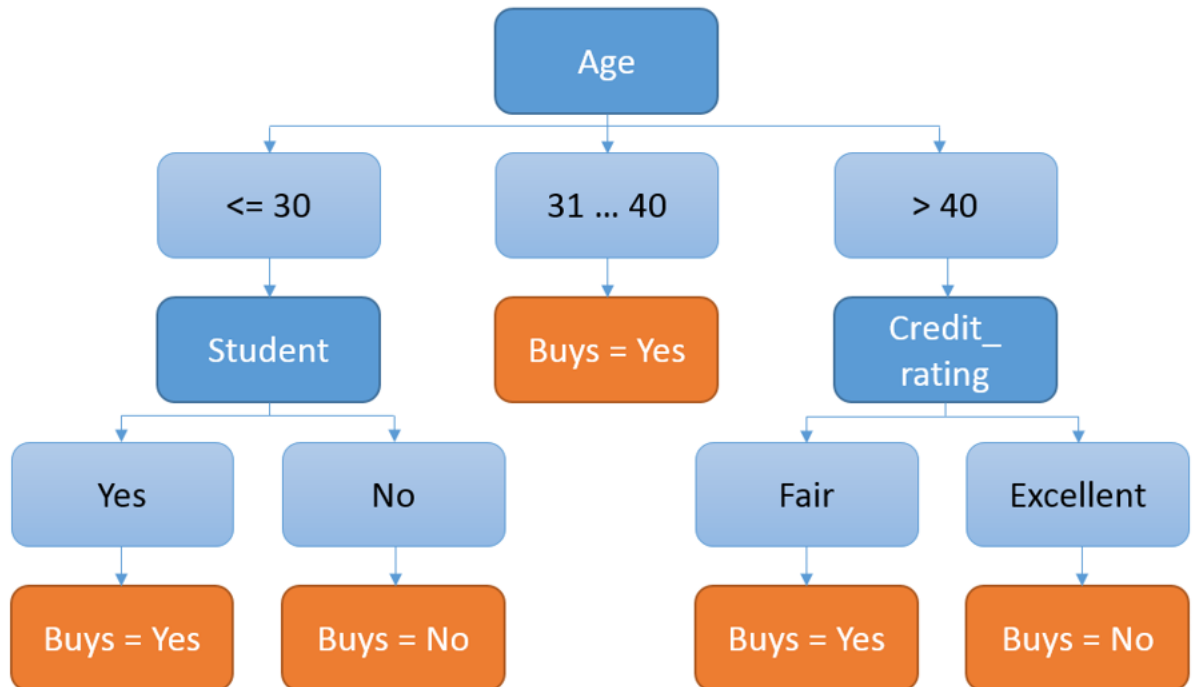 Age
<= 30
31 ... 40
> 40
Student
Buys = Yes
Credit_
rating
Yes
No
Fair
Excellent
Buys = Yes
Buys = No
Buys = Yes
Buys = No